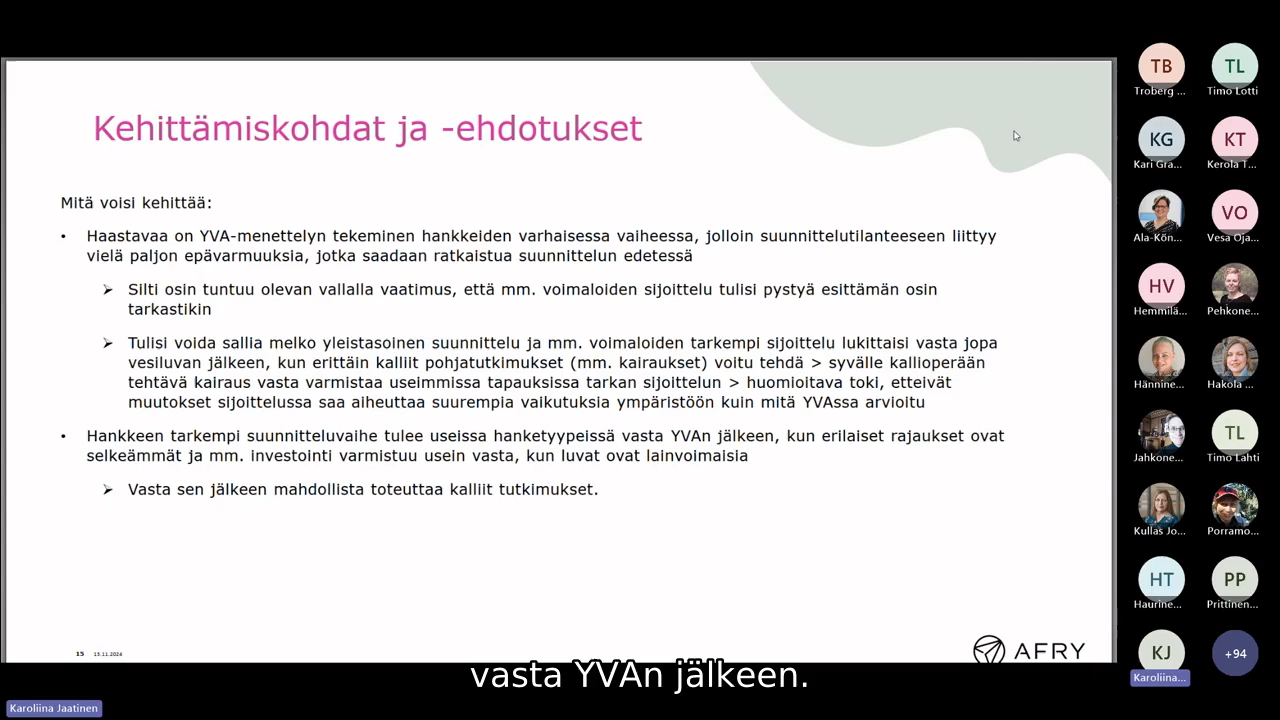 Kehittämiskohdat ja -ehdotukset
Mitä voisi kehittää:
• Haastavaa on YVA-menettelyn tekeminen hankkeiden varhaisessa vaiheessa, jolloin suunnittelutilanteeseen liittyy
vielä paljon epävarmuuksia, jotka saadaan ratkaistua suunnittelun edetessä
➢ Silti osin tuntuu olevan vallalla vaatimus, että mm. voimaloiden sijoittelu tulisi pystyä esittämän osin
tarkastikin
➢ Tulisi voida sallia melko yleistasoinen suunnittelu ja mm. voimaloiden tarkempi sijoittelu lukittaisi vasta jopa
vesiluvan jälkeen, kun erittäin kalliit pohjatutkimukset (mm. kairaukset) voitu tehdä > syvälle kallioperään
tehtävä kairaus vasta varmistaa useimmissa tapauksissa tarkan sijoittelun > huomioitava toki, etteivät
muutokset sijoittelussa saa aiheuttaa suurempia vaikutuksia ympäristöön kuin mitä YVAssa arvioitu
• Hankkeen tarkempi suunnitteluvaihe tulee useissa hanketyypeissä vasta YVAn jälkeen, kun erilaiset rajaukset ovat
selkeämmät ja mm. investointi varmistuu usein vasta, kun luvat ovat lainvoimaisia
➢ Vasta sen jälkeen mahdollista toteuttaa kalliit tutkimukset.
15 13.11.2024
AFRY
vasta YVAn jälkeen.
Karoliina Jaatinen
TB TL
Troberg ... Timo Lotti
KG KT
Kari Gra... Kerola T...
VO
Ala-Kön... Vesa Oja...
HV
Hemmilä... Pehkone...
Hännine... Hakola ...
TL
Jahkone... Timo Lahti
Kullas Jo... Porramo...
HT PP
Haurine... Prittinen...
KJ +94
Karoliina...